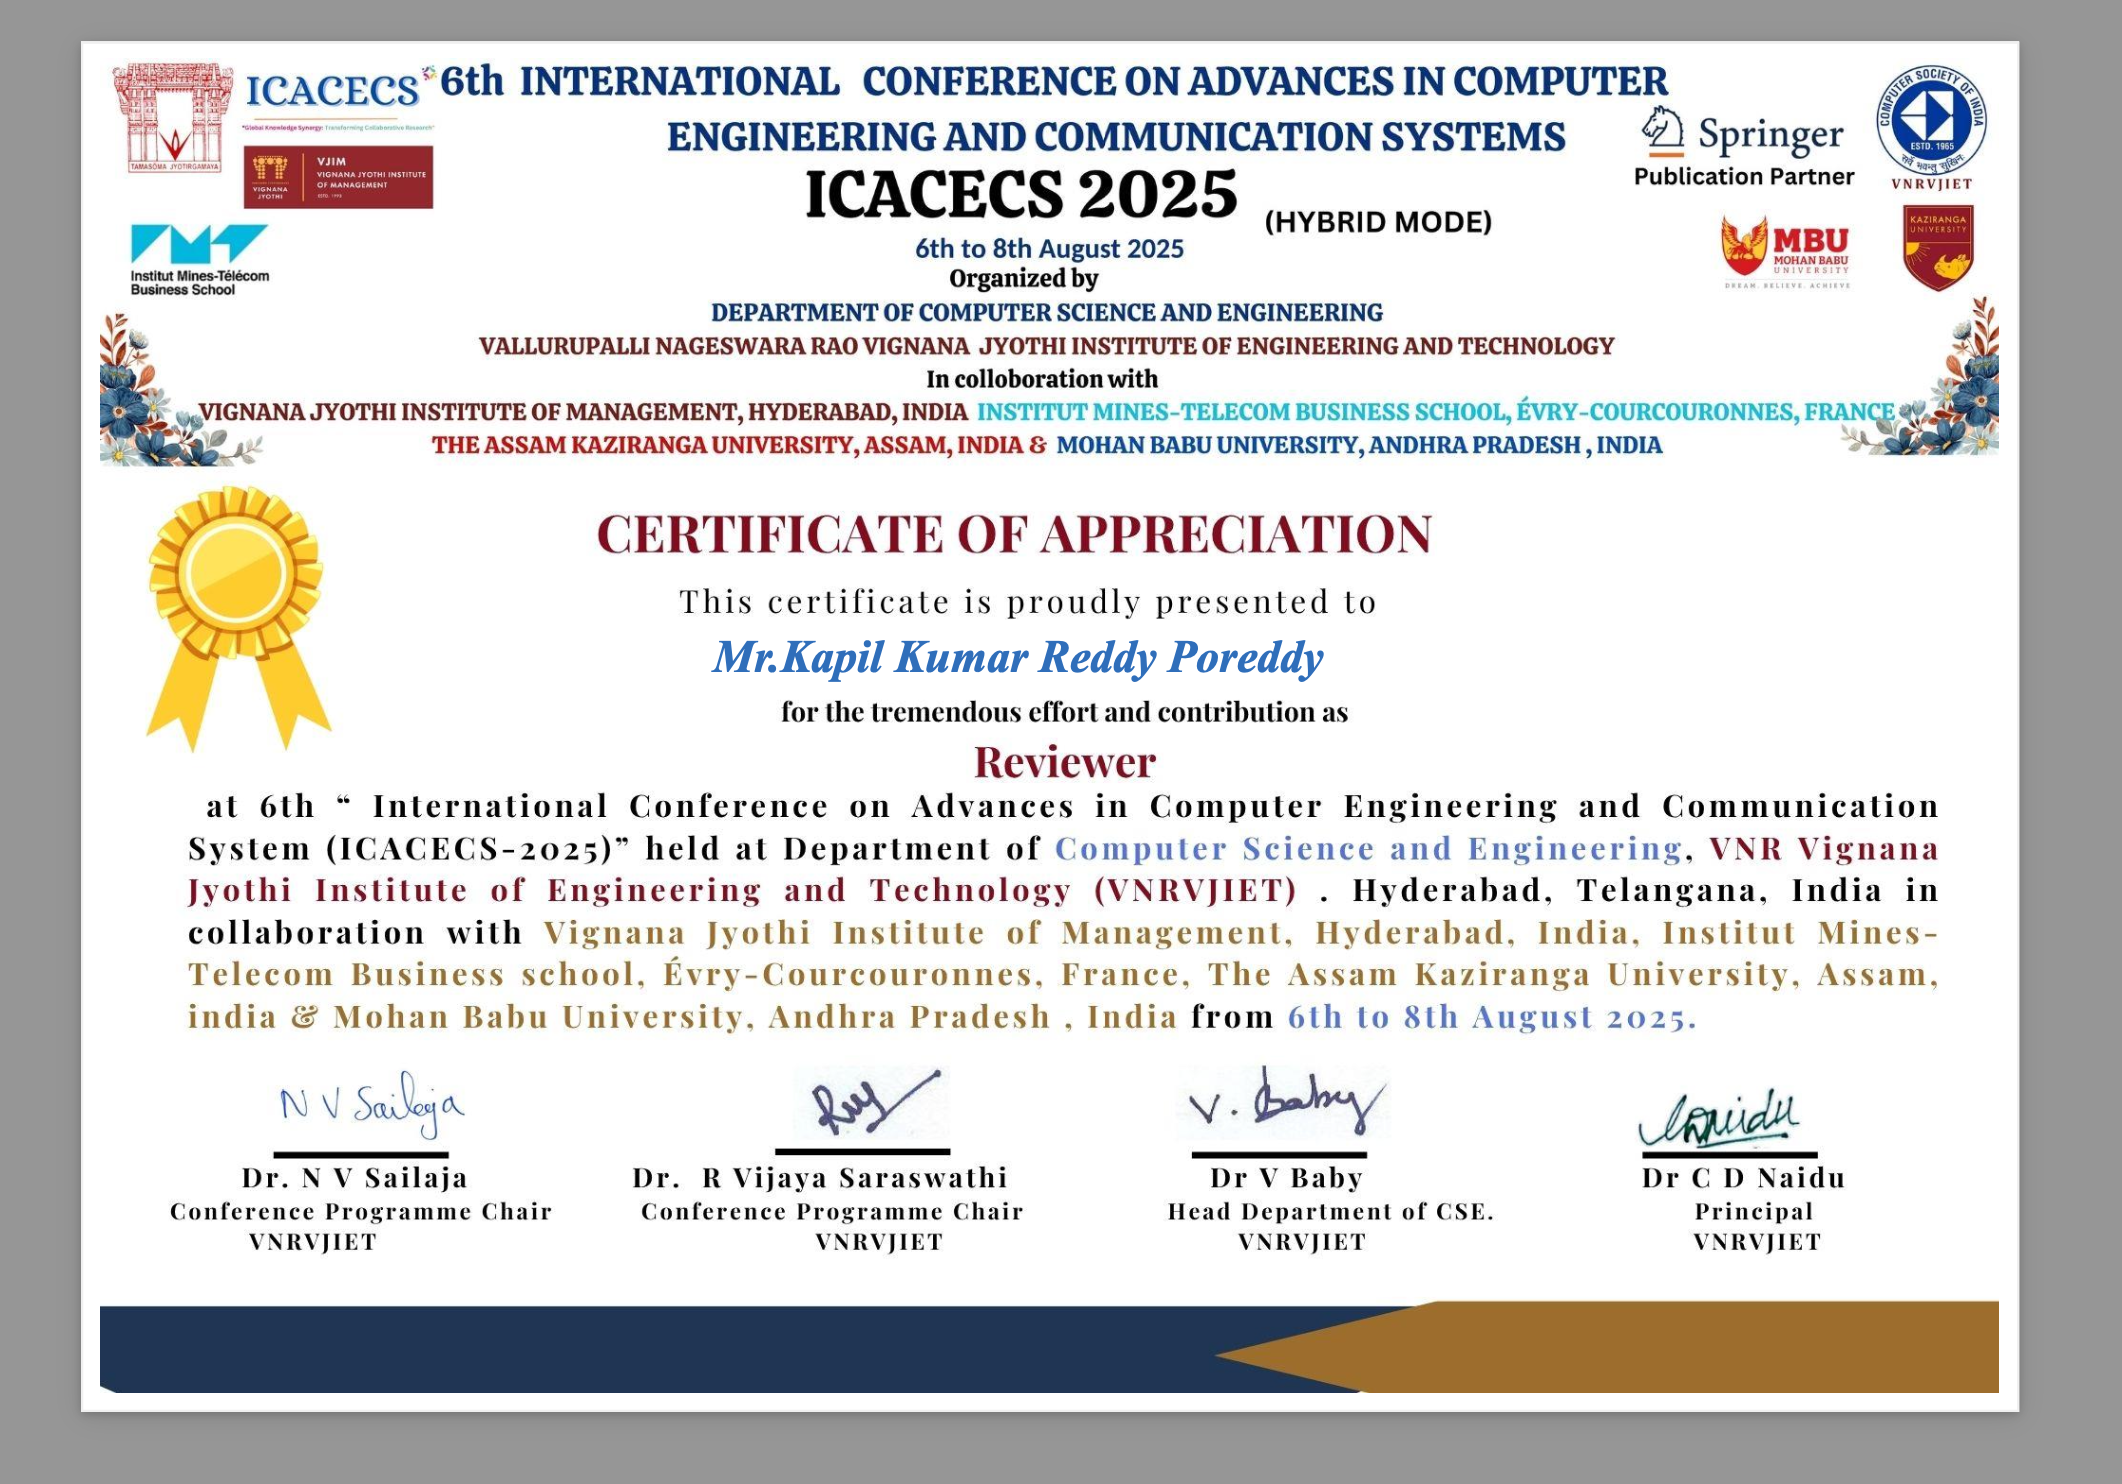 ICACECS
"Global Knowledge Synergy: Transforming Collaborative Research"
TAMASOMA JYOTIRGAMAYA
VIGNANA
JYOTHI
VJIM
VIGNANA JYOTHI INSTITUTE
OF MANAGEMENT
ESTD. 1993
Institut Mines-Télécom
Business School
6th INTERNATIONAL CONFERENCE ON ADVANCES IN COMPUTER
ENGINEERING AND COMMUNICATION SYSTEMS
ICACECS 2025
(HYBRID MODE)
Springer
Publication Partner
COMPUTER SOCIETY OF INDIA
ESTD. 1965
VNRVJIET
MBU
MOHAN BABU
UNIVERSITY
DREAM. BELIEVE. ACHIEVE
KAZIRANGA
UNIVERSITY
6th to 8th August 2025
Organized by
DEPARTMENT OF COMPUTER SCIENCE AND ENGINEERING
VALLURUPALLI NAGESWARA RAO VIGNANA JYOTHI INSTITUTE OF ENGINEERING AND TECHNOLOGY
In colloboration with
VIGNANA JYOTHI INSTITUTE OF MANAGEMENT, HYDERABAD, INDIA INSTITUT MINES-TELECOM BUSINESS SCHOOL, ÉVRY-COURCOURONNES, FRANCE
THE ASSAM KAZIRANGA UNIVERSITY, ASSAM, INDIA & MOHAN BABU UNIVERSITY, ANDHRA PRADESH , INDIA
CERTIFICATE OF APPRECIATION
This certificate is proudly presented to
Mr.Kapil Kumar Reddy Poreddy
for the tremendous effort and contribution as
Reviewer
at 6th “ International Conference on Advances in Computer Engineering and Communication
System (ICACECS-2025)” held at Department of Computer Science and Engineering, VNR Vignana
Jyothi Institute of Engineering and Technology (VNRVJIET) . Hyderabad, Telangana, India in
collaboration with Vignana Jyothi Institute of Management, Hyderabad, India, Institut Mines-
Telecom Business school, Évry-Courcouronnes, France, The Assam Kaziranga University, Assam,
india & Mohan Babu University, Andhra Pradesh , India from 6th to 8th August 2025.
N V Sailaja
V. Baby
Dr. N V Sailaja
Conference Programme Chair
VNRVJIET
Dr. R Vijaya Saraswathi
Conference Programme Chair
VNRVJIET
Dr V Baby
Head Department of CSE.
VNRVJIET
Dr C D Naidu
Principal
VNRVJIET